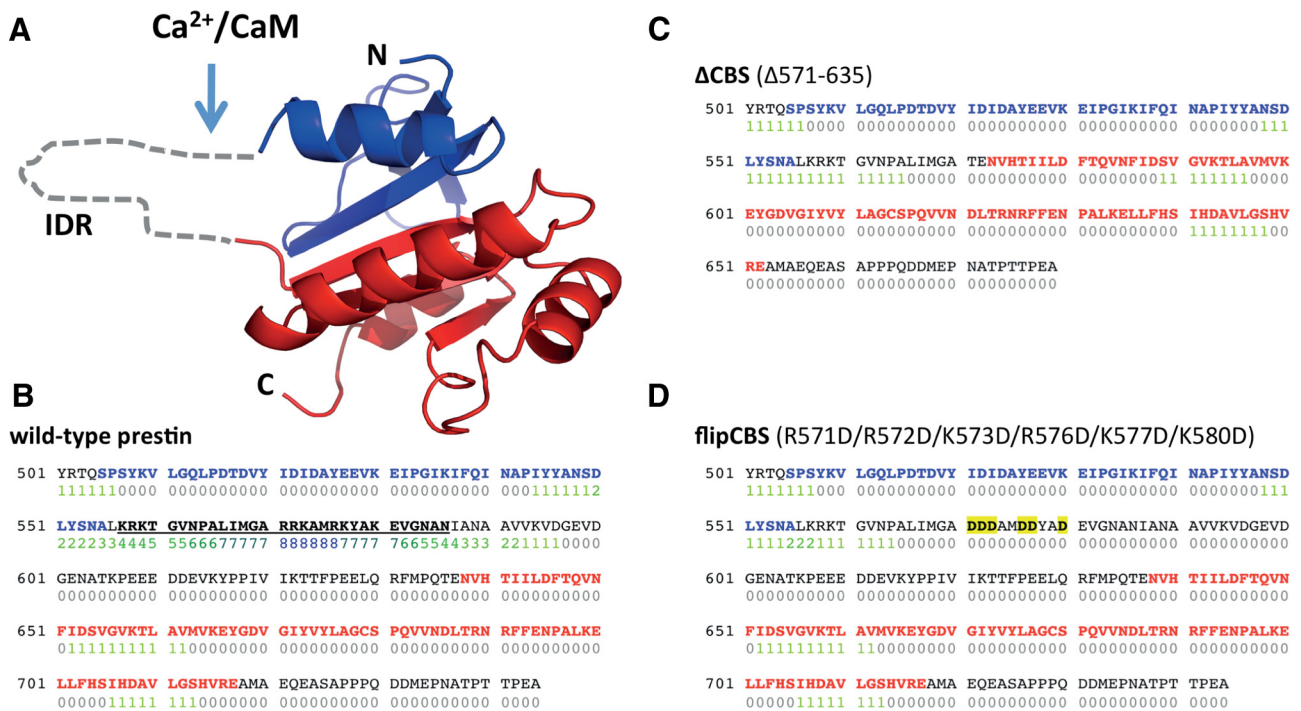 A
Ca2+/CaM
N
IDR
C
B
wild-type prestin
501 YRTQSPSYKV LGQLPDTDVY IDIDAYEEVK EIPGIKIFQI NAPIYYANSD
1111110000 0000000000 0000000000 0000000000 0001111112
551 LYSNALKRKT GVNPALIMGA RRKAMRKYAK EVGNANIANA AVVKVDGEVD
2222334445 5566677777 8888887777 7665544333 2211110000
601 GENATKPEEE DDEVKYPPIV IKTTFPEELQ RFMPQTENVH TIILDFTQVN
0000000000 0000000000 0000000000 0000000000 0000000000
651 FIDSVGVKTL AVMVKEYGDV GIYVYLAGCS PQVVNDLTRN RFFENPALKE
0111111111 1100000000 0000000000 0000000000 0000000000
701 LLFHSIHDAV LGSHVREAMA EQEASAPPPQ DDMEPNATPT TPEA
0000011111 1110000000 0000000000 0000000000 0000
C
ΔCBS (Δ571-635)
501 YRTQSPSYKV LGQLPDTDVY IDIDAYEEVK EIPGIKIFQI NAPIYYANSD
1111110000 0000000000 0000000000 0000000000 0000000111
551 LYSNALKRKT GVNPALIMGA TENVHTIILD FTQVNFIDSV GVKTLAVMVK
1111111111 1111100000 0000000000 0000000011 1111110000
601 EYGDVGIYVY LAGCSPQVVN DLTRNRFFEN PALKELLFHS IHDAVLGSHV
0000000000 0000000000 0000000000 0000000000 1111111100
651 REAMAEQEAS APPPQDDMEP NATPTTPEA
0000000000 0000000000 000000000
D
flipCBS (R571D/R572D/K573D/R576D/K577D/K580D)
501 YRTQSPSYKV LGQLPDTDVY IDIDAYEEVK EIPGIKIFQI NAPIYYANSD
1111110000 0000000000 0000000000 0000000000 0000000111
551 LYSNALKRKT GVNPALIMGA DDDAMDDYAD EVGNANIANA AVVKVDGEVD
1111222111 1111000000 0000000000 0000000000 0000000000
601 GENATKPEEE DDEVKYPPIV IKTTFPEELQ RFMPQTENVH TIILDFTQVN
0000000000 0000000000 0000000000 0000000000 0000000000
651 FIDSVGVKTL AVMVKEYGDV GIYVYLAGCS PQVVNDLTRN RFFENPALKE
0111111111 1100000000 0000000000 0000000000 0000000000
701 LLFHSIHDAV LGSHVREAMA EQEASAPPPQ DDMEPNATPT TPEA
0000011111 1110000000 0000000000 0000000000 0000